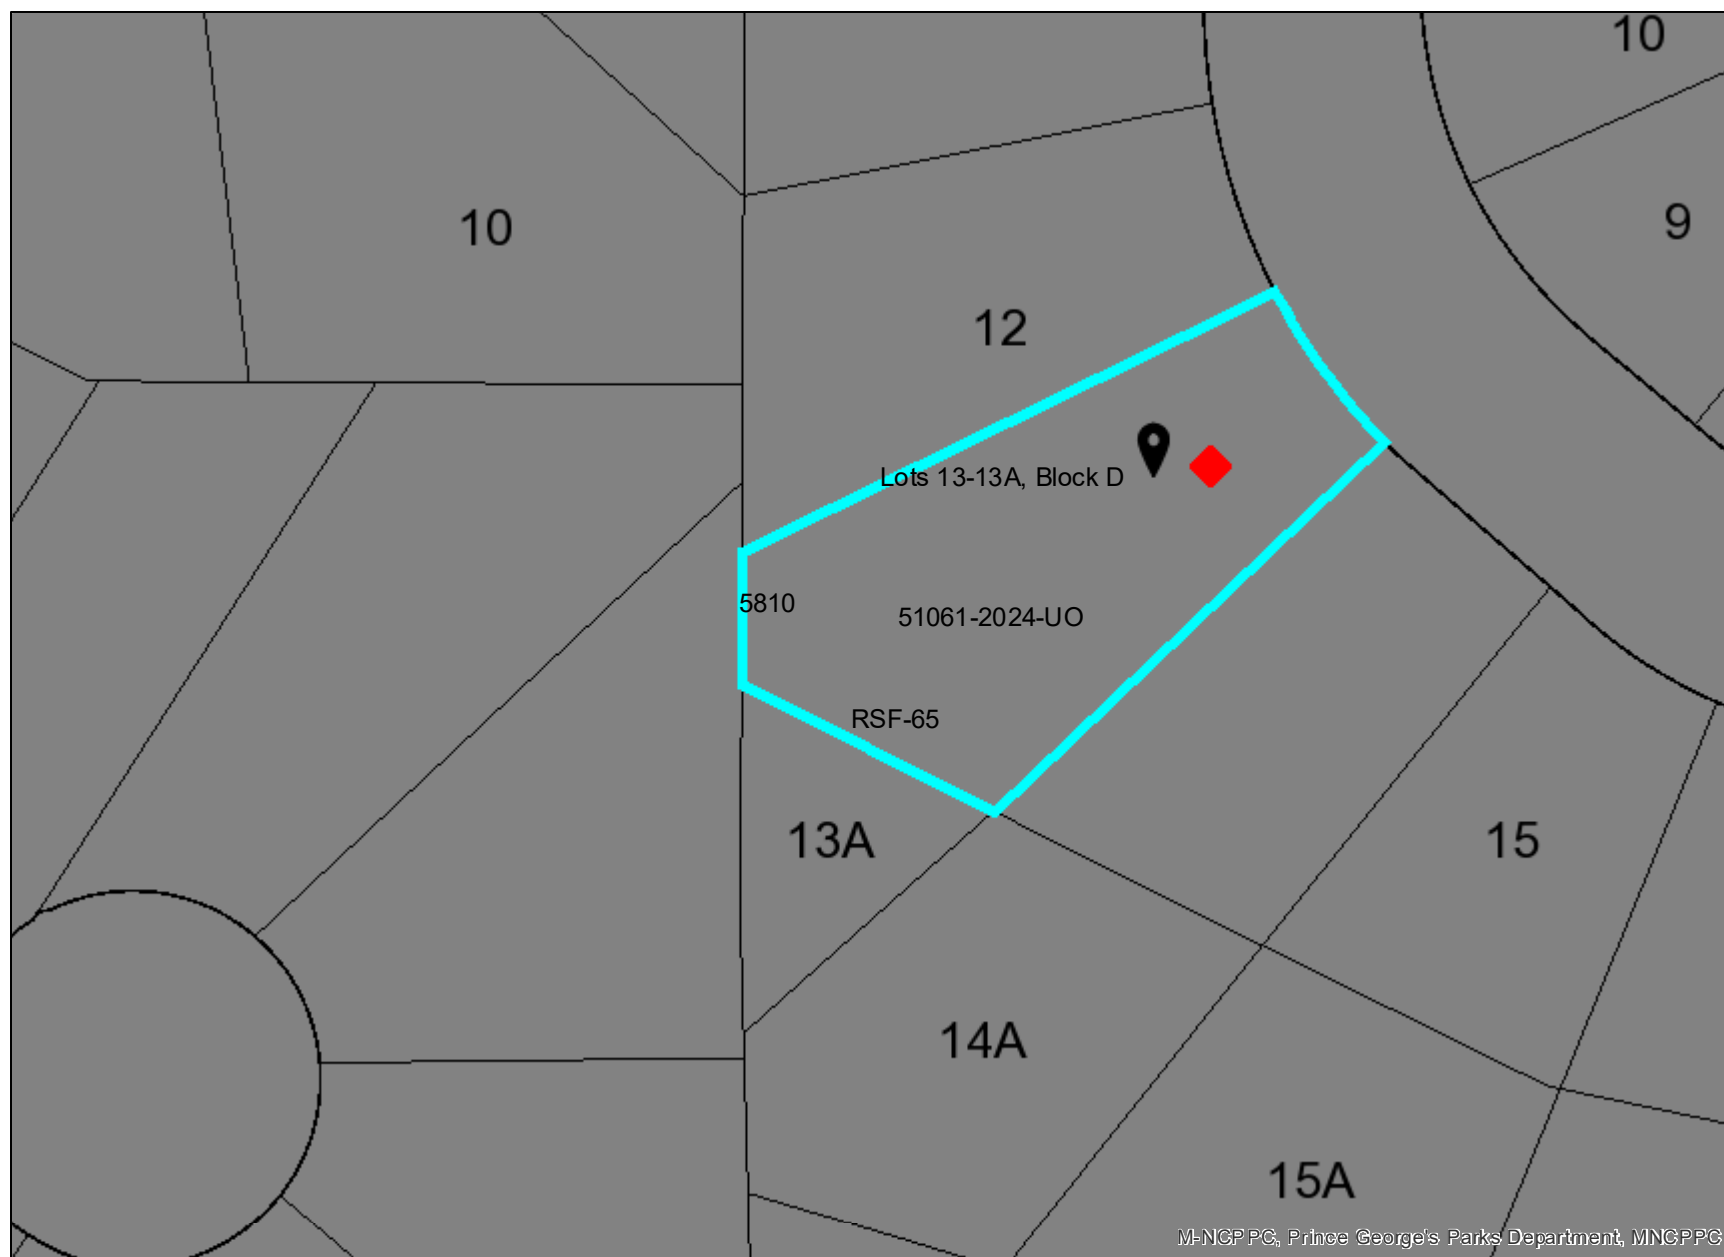 10
10
9
12
Lots 13-13A, Block D
5810
51061-2024-UO
RSF-65
13A
15
14A
15A
M-NCPPC, Prince George's Parks Department, MNCPPC